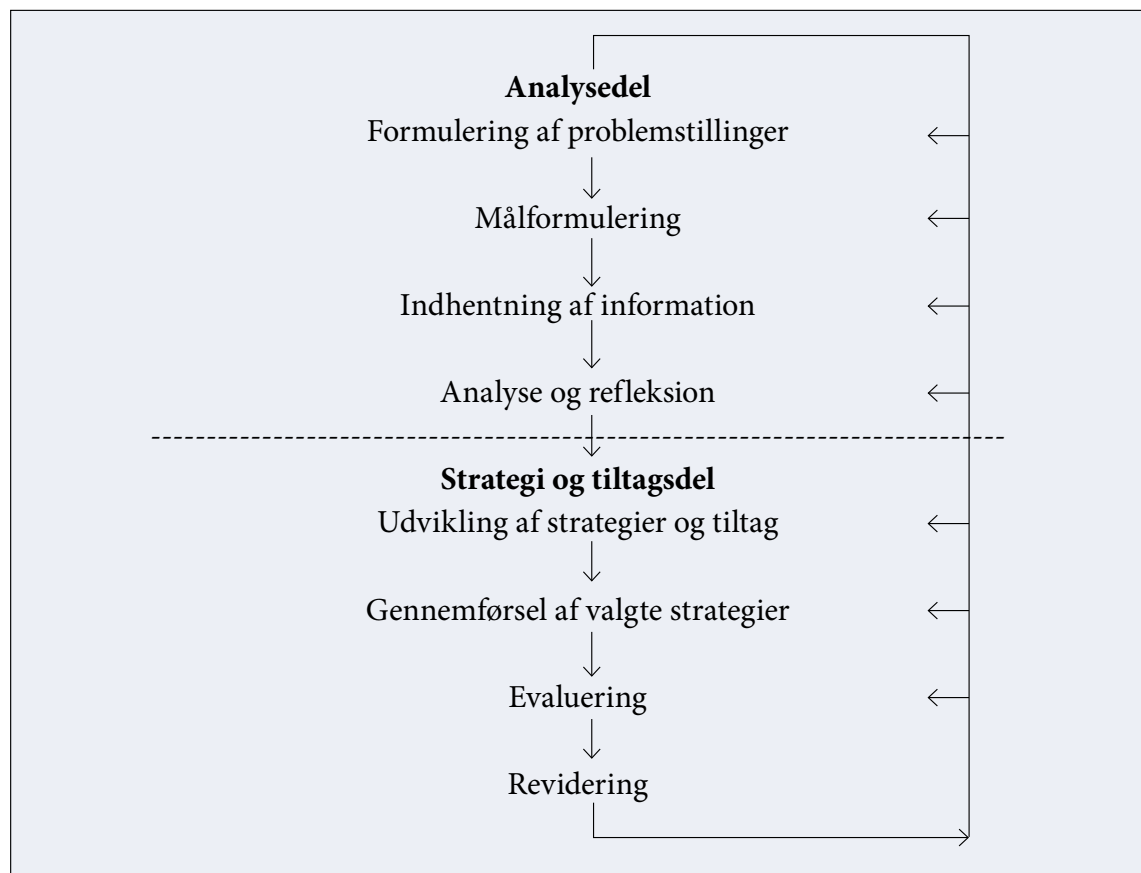 Analysedel
Formulering af problemstillinger
Målformulering
Indhentning af information
Analyse og refleksion
Strategi og tiltagsdel
Udvikling af strategier og tiltag
Gennemførsel af valgte strategier
Evaluering
Revidering